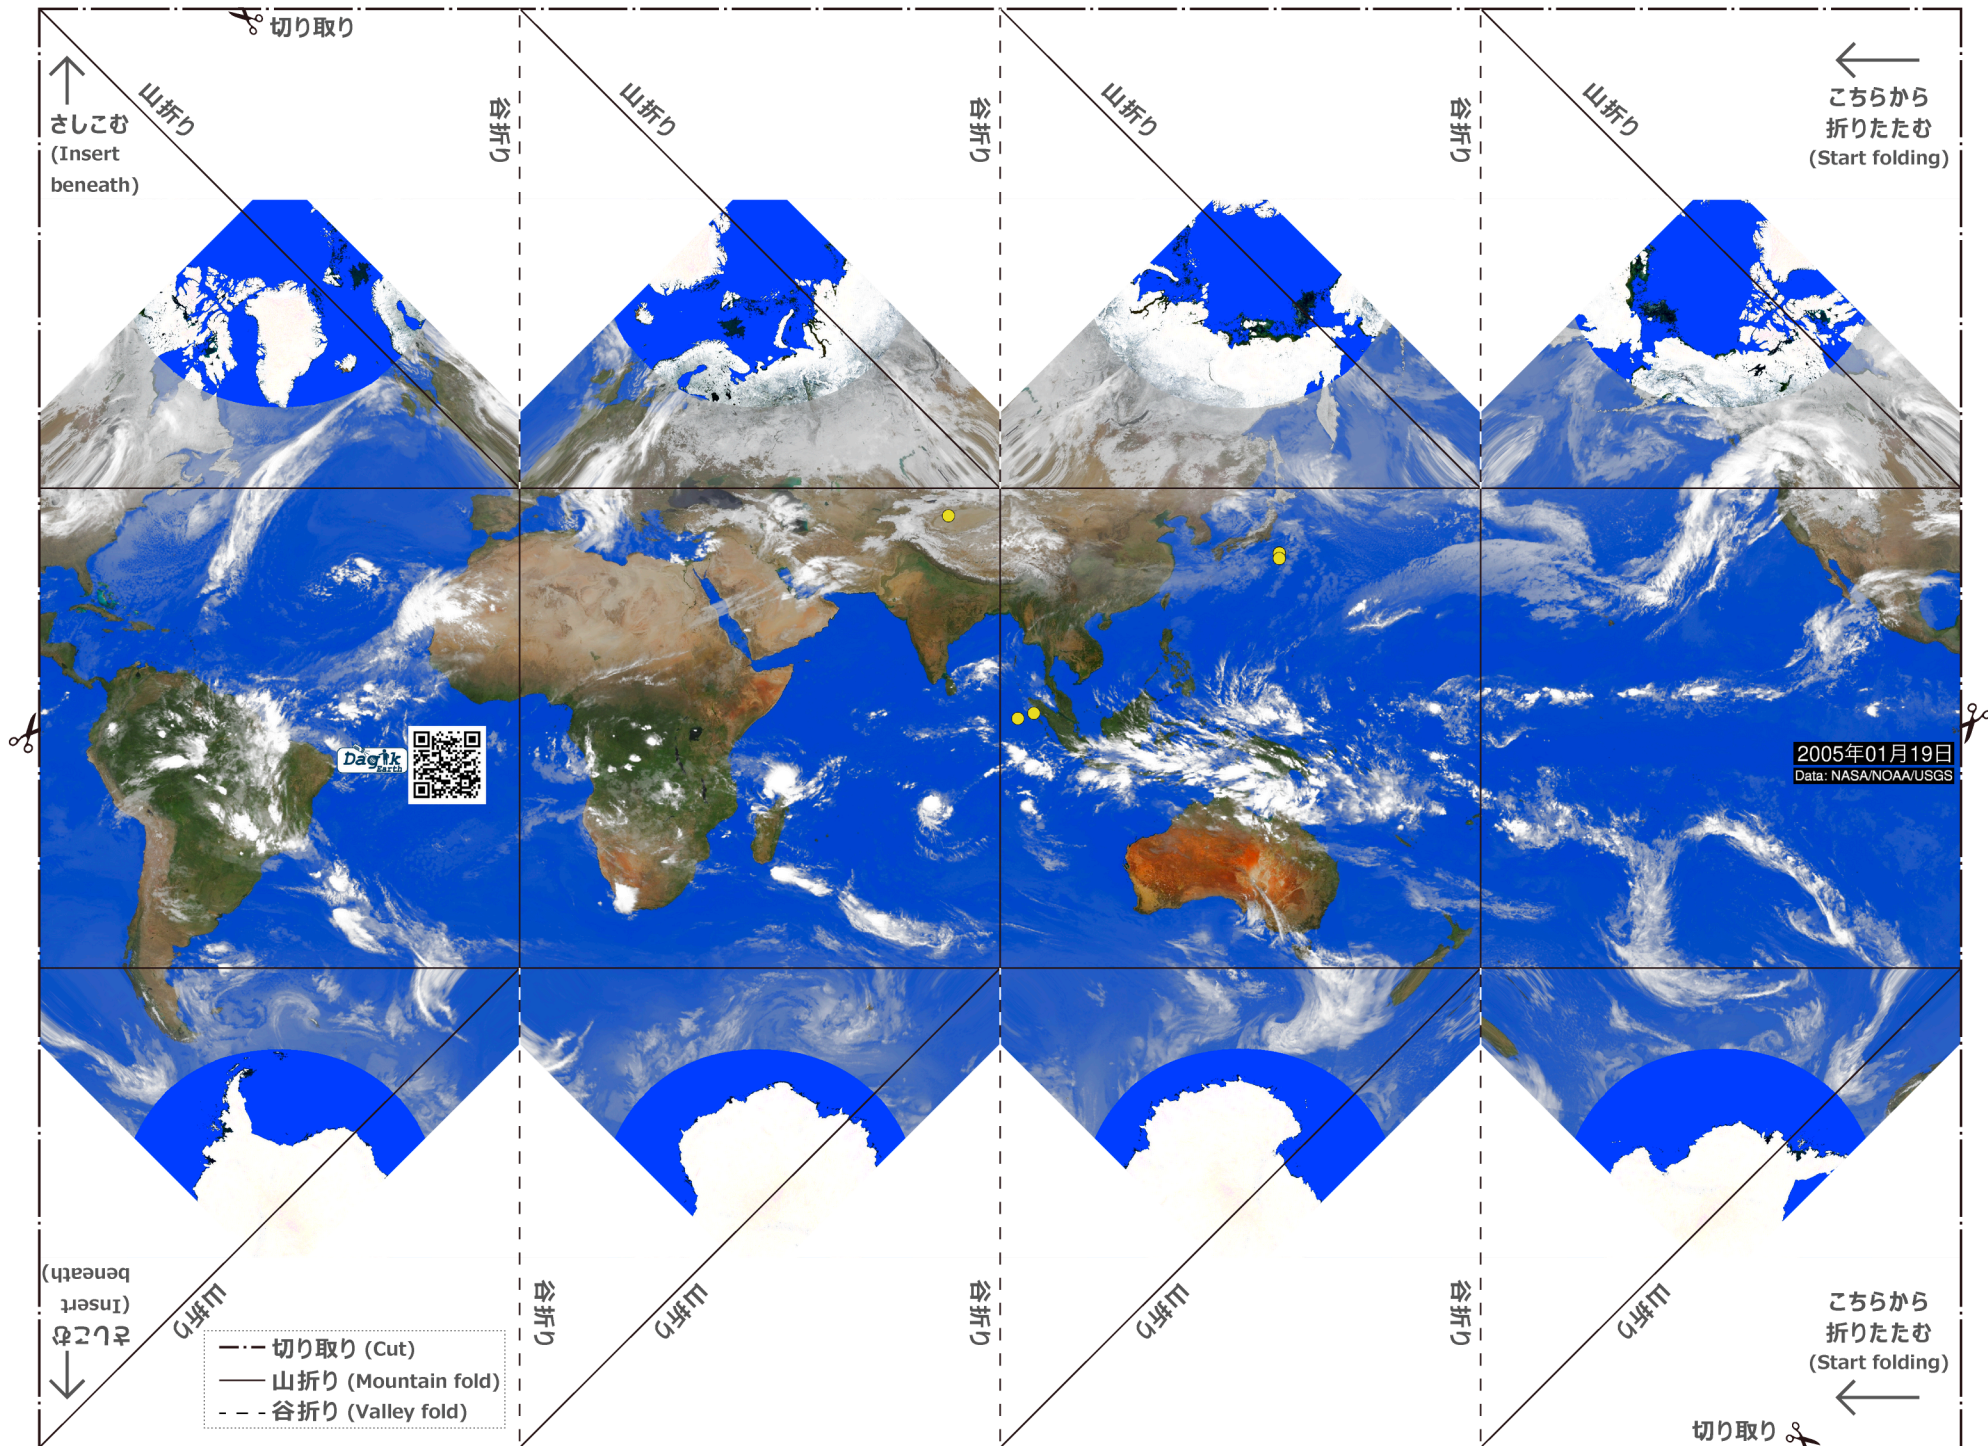 切り取り
さしこむ
(Insert
beneath)
山折り
谷折り
山折り
谷折り
山折り
谷折り
山折り
こちらから
折りたたむ
(Start folding)
Dagik
Earth
2005年01月19日
Data: NASA/NOAA/USGS
さしこむ
(Insert
beneath)
山折り
谷折り
山折り
谷折り
山折り
谷折り
山折り
こちらから
折りたたむ
(Start folding)
切り取り (Cut)
山折り (Mountain fold)
谷折り (Valley fold)
切り取り